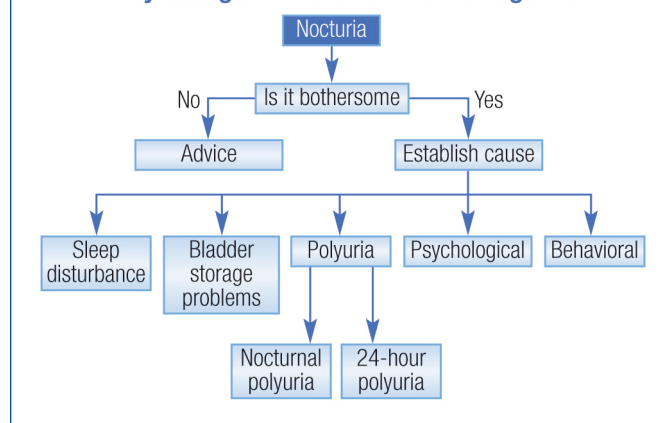 Nocturia
Is it bothersome
No
Yes
Advice
Establish cause
Sleep
disturbance
Bladder
storage
problems
Polyuria
Psychological
Behavioral
Nocturnal
polyuria
24-hour
polyuria